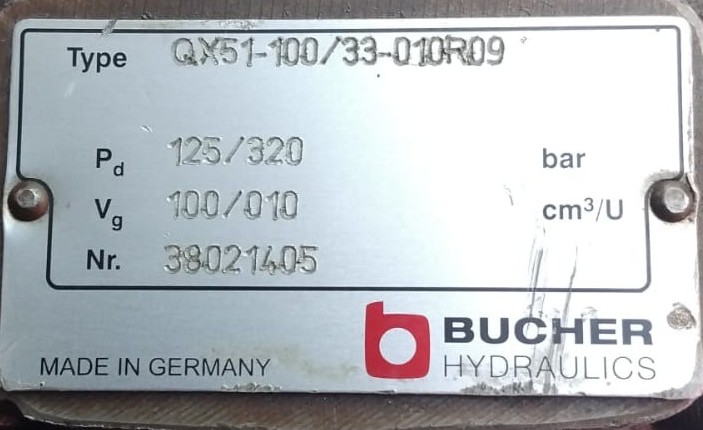 Type QX51-100/33-010R09
Pd 125/320 bar
Vg 100/010 cm³/U
Nr. 38021405
BUCHER
MADE IN GERMANY HYDRAULICS